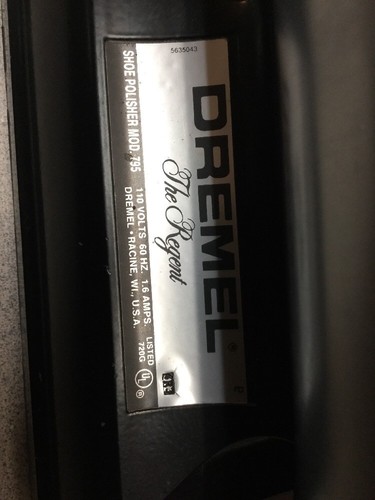 5635043
DREMEL®
The Regent
SHOE POLISHER MOD. 795
110 VOLTS 60 HZ. 1.6 AMPS.
DREMEL • RACINE, WI., U.S.A.
LISTED
720G
UL®